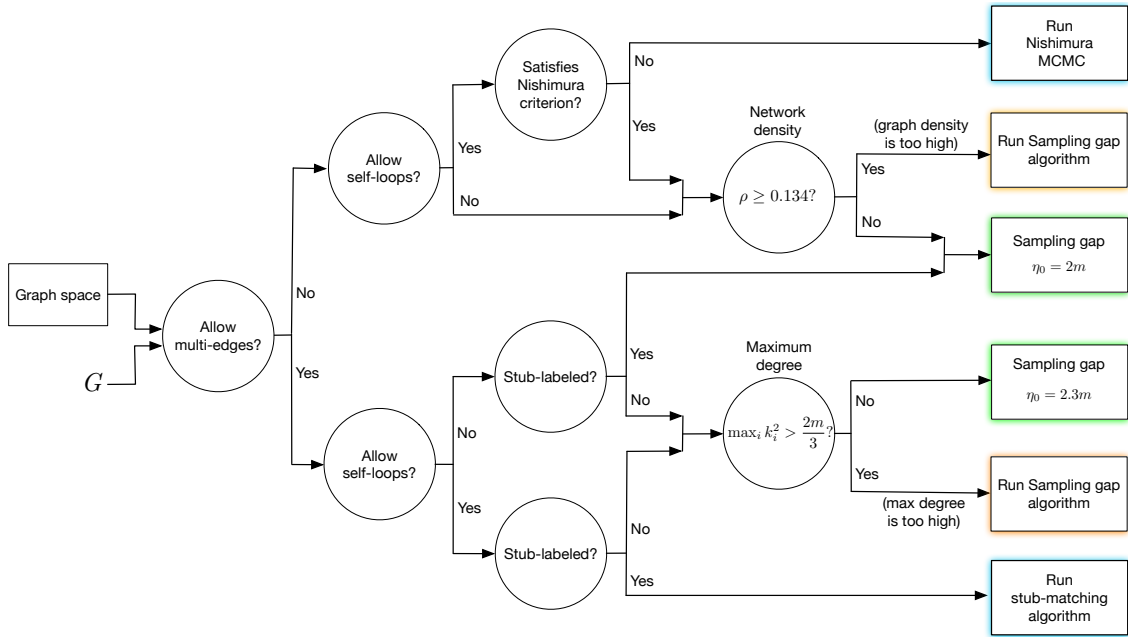 Graph space
G
Allow
multi-edges?
No
Yes
Allow
self-loops?
Yes
No
Satisfies
Nishimura
criterion?
No
Yes
Network
density
ρ ≥ 0.134?
(graph density
is too high)
Yes
No
Run
Nishimura
MCMC
Run Sampling gap
algorithm
Sampling gap
η₀ = 2m
Allow
self-loops?
No
Yes
Stub-labeled?
Yes
No
Stub-labeled?
No
Yes
Maximum
degree
maxᵢ kᵢ² > 2m/3?
No
Yes
(max degree
is too high)
Sampling gap
η₀ = 2.3m
Run Sampling gap
algorithm
Run
stub-matching
algorithm